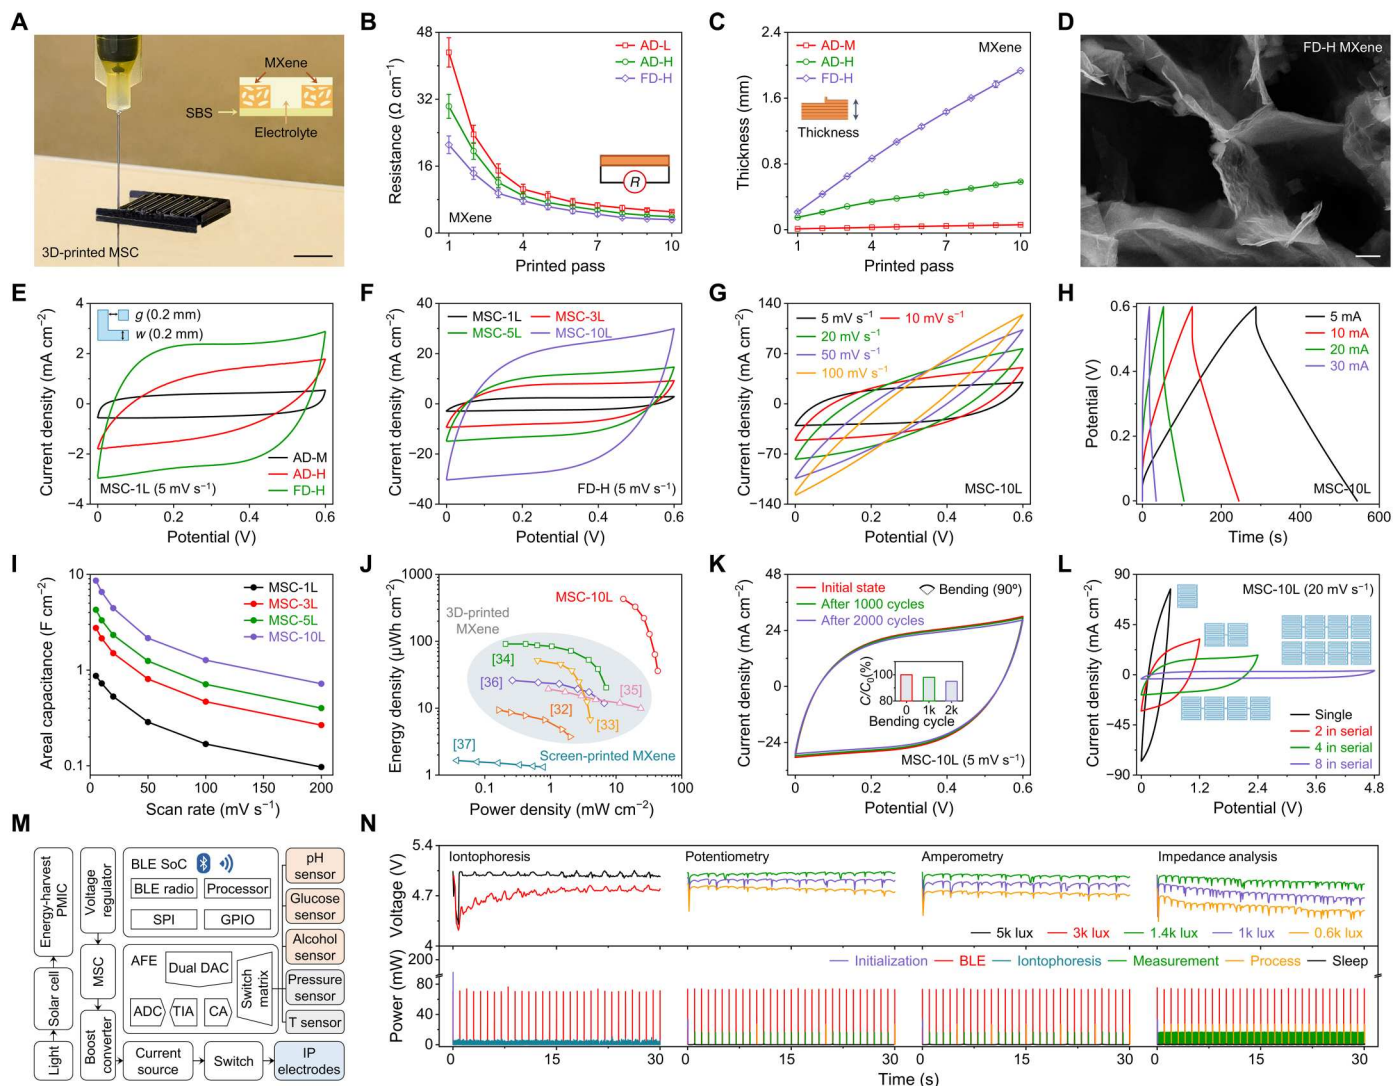 A
MXene
SBS
Electrolyte
3D-printed MSC
B
48
32
16
0
Resistance (Ω cm⁻¹)
AD-L
AD-H
FD-H
R
MXene
1
4
7
10
Printed pass
C
2.4
1.6
0.8
0
Thickness (mm)
AD-M
AD-H
FD-H
MXene
Thickness
1
4
7
10
Printed pass
D
FD-H MXene
E
4
2
0
−2
−4
Current density (mA cm⁻²)
g (0.2 mm)
w (0.2 mm)
AD-M
AD-H
FD-H
MSC-1L (5 mV s⁻¹)
0
0.2
0.4
0.6
Potential (V)
F
40
20
0
−20
−40
Current density (mA cm⁻²)
MSC-1L
MSC-3L
MSC-5L
MSC-10L
FD-H (5 mV s⁻¹)
0
0.2
0.4
0.6
Potential (V)
G
140
70
0
−70
−140
Current density (mA cm⁻²)
5 mV s⁻¹
10 mV s⁻¹
20 mV s⁻¹
50 mV s⁻¹
100 mV s⁻¹
MSC-10L
0
0.2
0.4
0.6
Potential (V)
H
0.6
0.4
0.2
0
Potential (V)
5 mA
10 mA
20 mA
30 mA
MSC-10L
0
200
400
600
Time (s)
I
10
1
0.1
Areal capacitance (F cm⁻²)
MSC-1L
MSC-3L
MSC-5L
MSC-10L
0
50
100
150
200
Scan rate (mV s⁻¹)
J
1000
100
10
1
Energy density (μWh cm⁻²)
3D-printed
MXene
MSC-10L
[34]
[36]
[35]
[32]
[33]
[37]
Screen-printed MXene
0.1
1
10
100
Power density (mW cm⁻²)
K
48
24
0
−24
Current density (mA cm⁻²)
Initial state
After 1000 cycles
After 2000 cycles
Bending (90º)
C/C₀(%)
100
80
0
1k
2k
Bending cycle
MSC-10L (5 mV s⁻¹)
0
0.2
0.4
0.6
Potential (V)
L
90
45
0
−45
−90
Current density (mA cm⁻²)
MSC-10L (20 mV s⁻¹)
Single
2 in serial
4 in serial
8 in serial
0
1.2
2.4
3.6
4.8
Potential (V)
M
Energy-harvest
PMIC
Solar cell
Light
Voltage
regulator
MSC
Boost
converter
BLE SoC
BLE radio
Processor
SPI
GPIO
AFE
Dual DAC
ADC
TIA
CA
Switch
matrix
pH
sensor
Glucose
sensor
Alcohol
sensor
Pressure
sensor
T sensor
Current
source
Switch
IP
electrodes
N
5.4
4.7
4
Voltage (V)
Iontophoresis
Potentiometry
Amperometry
Impedance analysis
5k lux
3k lux
1.4k lux
1k lux
0.6k lux
200
80
40
0
Power (mW)
Initialization
BLE
Iontophoresis
Measurement
Process
Sleep
0
15
30
0
15
30
0
15
30
0
15
30
Time (s)